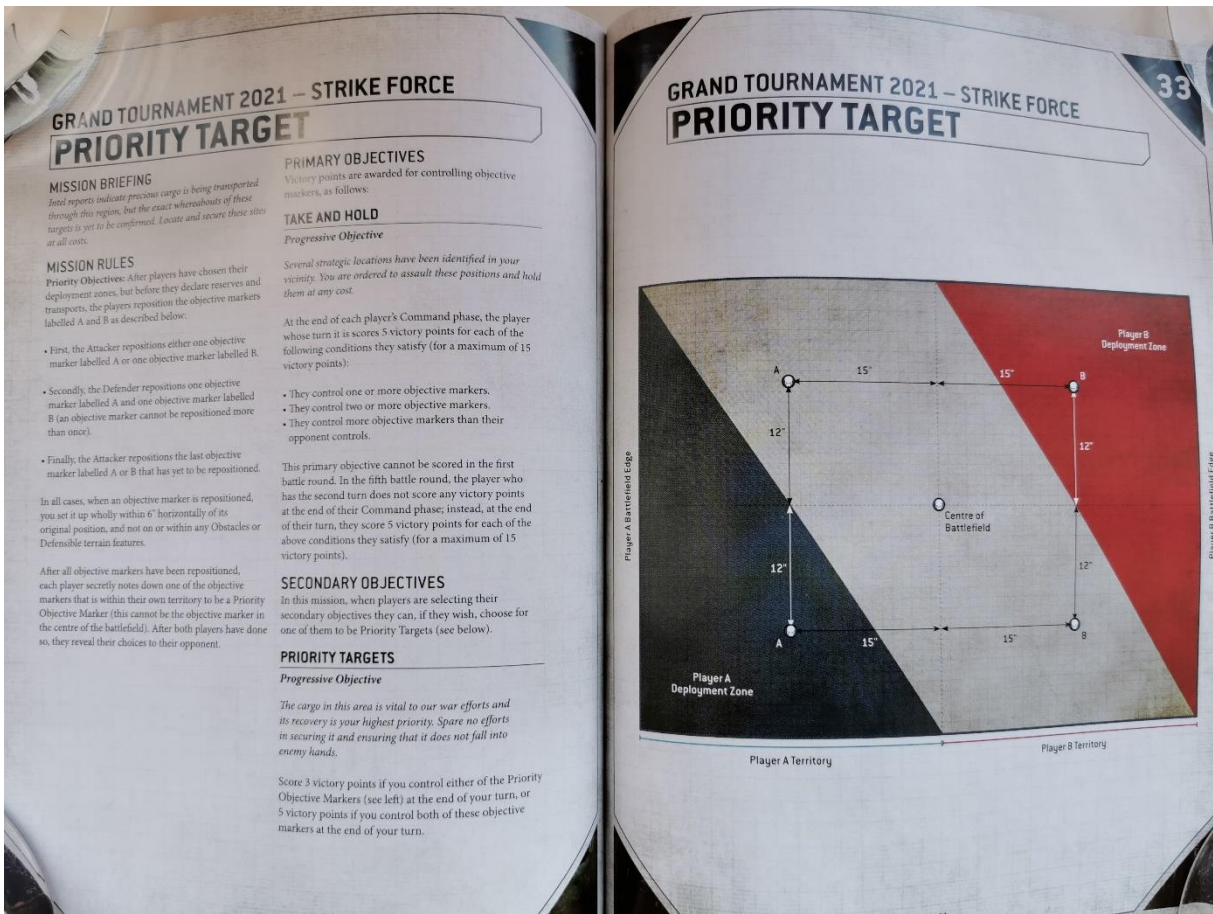 GRAND TOURNAMENT 2021 – STRIKE FORCE
PRIORITY TARGET
MISSION BRIEFING
Intel reports indicate precious cargo is being transported
through this region, but the exact whereabouts of these
targets is yet to be confirmed. Locate and secure these sites
at all costs.
MISSION RULES
Priority Objectives: After players have chosen their
deployment zones, but before they declare reserves and
transports, the players reposition the objective markers
labelled A and B as described below:
• First, the Attacker repositions either one objective
marker labelled A or one objective marker labelled B.
• Secondly, the Defender repositions one objective
marker labelled A and one objective marker labelled
B (an objective marker cannot be repositioned more
than once).
• Finally, the Attacker repositions the last objective
marker labelled A or B that has yet to be repositioned.
In all cases, when an objective marker is repositioned,
you set it up wholly within 6" horizontally of its
original position, and not on or within any Obstacles or
Defensible terrain features.
After all objective markers have been repositioned,
each player secretly notes down one of the objective
markers that is within their own territory to be a Priority
Objective Marker (this cannot be the objective marker in
the centre of the battlefield). After both players have done
so, they reveal their choices to their opponent.
PRIMARY OBJECTIVES
Victory points are awarded for controlling objective
markers, as follows:
TAKE AND HOLD
Progressive Objective
Several strategic locations have been identified in your
vicinity. You are ordered to assault these positions and hold
them at any cost.
At the end of each player's Command phase, the player
whose turn it is scores 5 victory points for each of the
following conditions they satisfy (for a maximum of 15
victory points):
• They control one or more objective markers.
• They control two or more objective markers.
• They control more objective markers than their
opponent controls.
This primary objective cannot be scored in the first
battle round. In the fifth battle round, the player who
has the second turn does not score any victory points
at the end of their Command phase; instead, at the end
of their turn, they score 5 victory points for each of the
above conditions they satisfy (for a maximum of 15
victory points).
SECONDARY OBJECTIVES
In this mission, when players are selecting their
secondary objectives they can, if they wish, choose for
one of them to be Priority Targets (see below).
PRIORITY TARGETS
Progressive Objective
The cargo in this area is vital to our war efforts and
its recovery is your highest priority. Spare no efforts
in securing it and ensuring that it does not fall into
enemy hands.
Score 3 victory points if you control either of the Priority
Objective Markers (see left) at the end of your turn, or
5 victory points if you control both of these objective
markers at the end of your turn.
GRAND TOURNAMENT 2021 – STRIKE FORCE
33
PRIORITY TARGET
Player B
Deployment Zone
A
15"
15"
B
12"
12"
Player A Battlefield Edge
Player B Battlefield Edge
Centre of
Battlefield
12"
12"
A
15"
15"
B
Player A
Deployment Zone
Player A Territory
Player B Territory